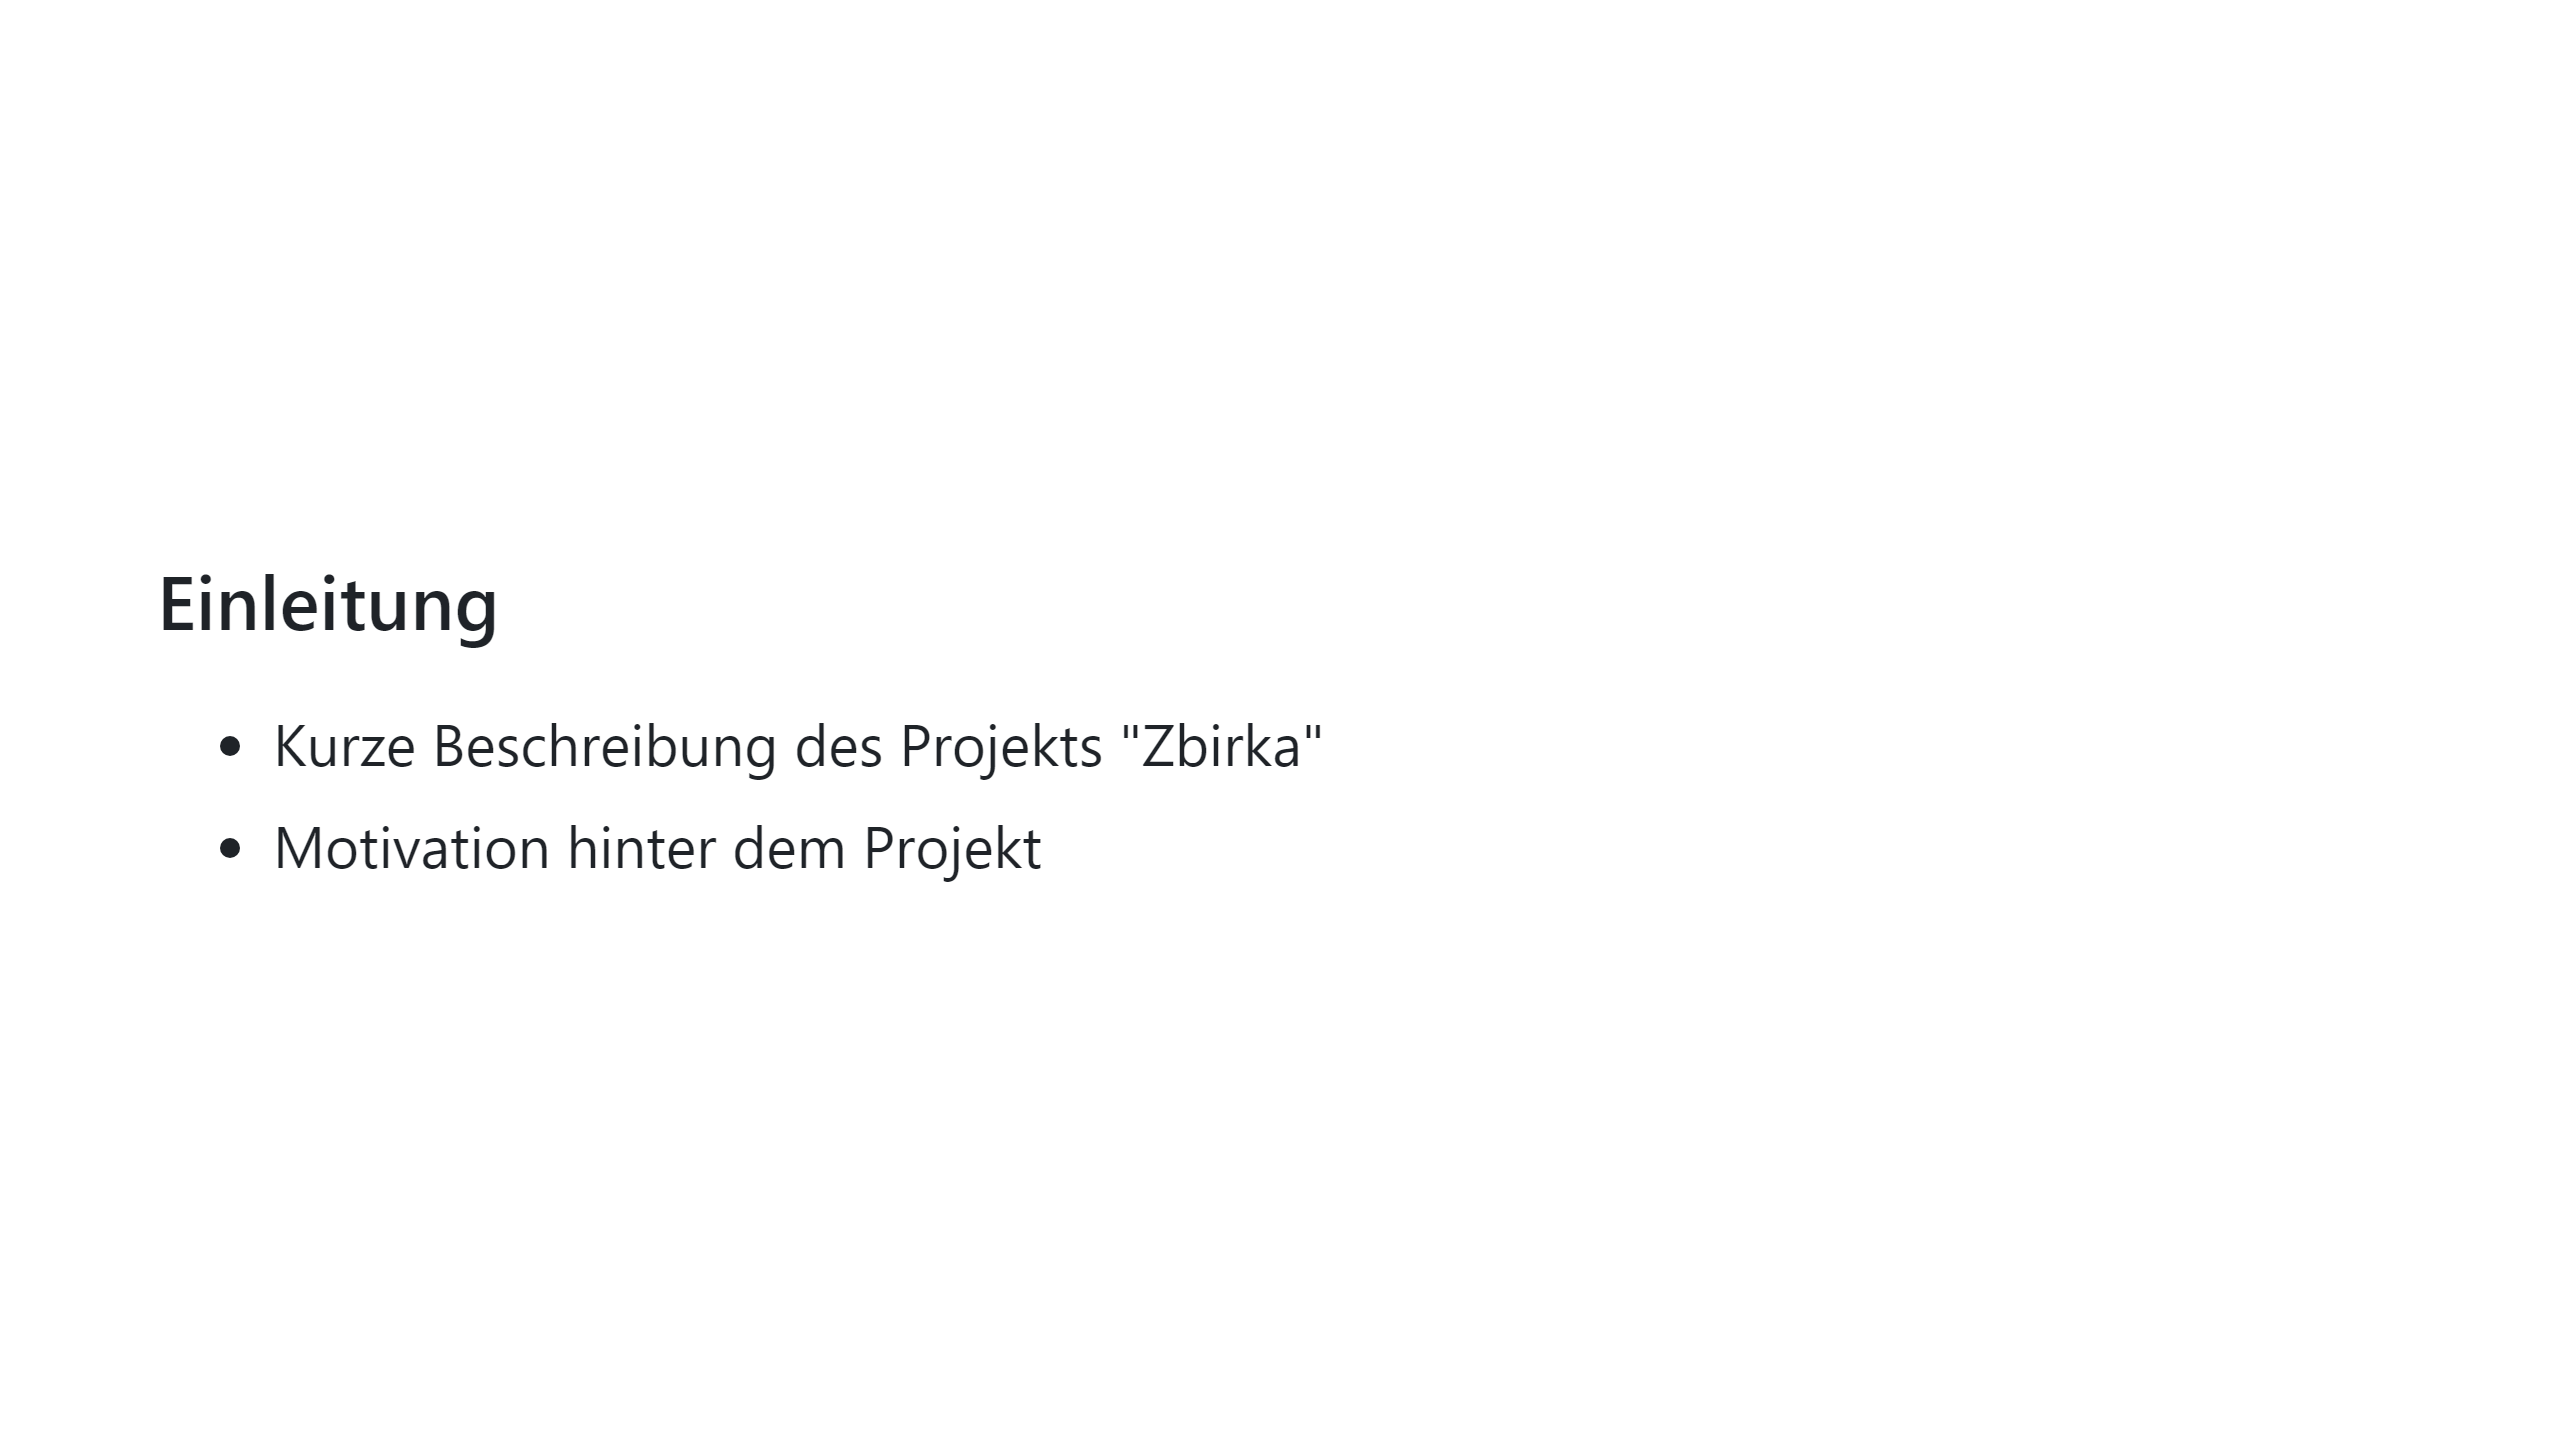 Einleitung
• Kurze Beschreibung des Projekts "Zbirka"
• Motivation hinter dem Projekt